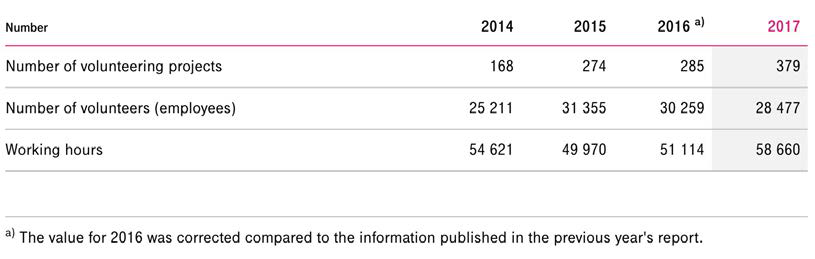 Number 2014 2015 2016 a) 2017
Number of volunteering projects 168 274 285 379
Number of volunteers (employees) 25 211 31 355 30 259 28 477
Working hours 54 621 49 970 51 114 58 660
a) The value for 2016 was corrected compared to the information published in the previous year's report.